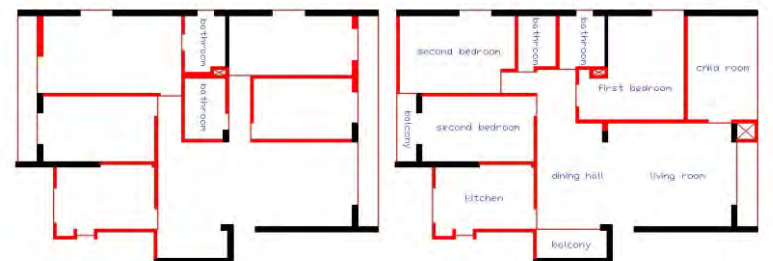 bathroom
bathroom
bathroom
bathroom
second bedroom
child room
first bedroom
balcony
second bedroom
dining hall
living room
kitchen
balcony